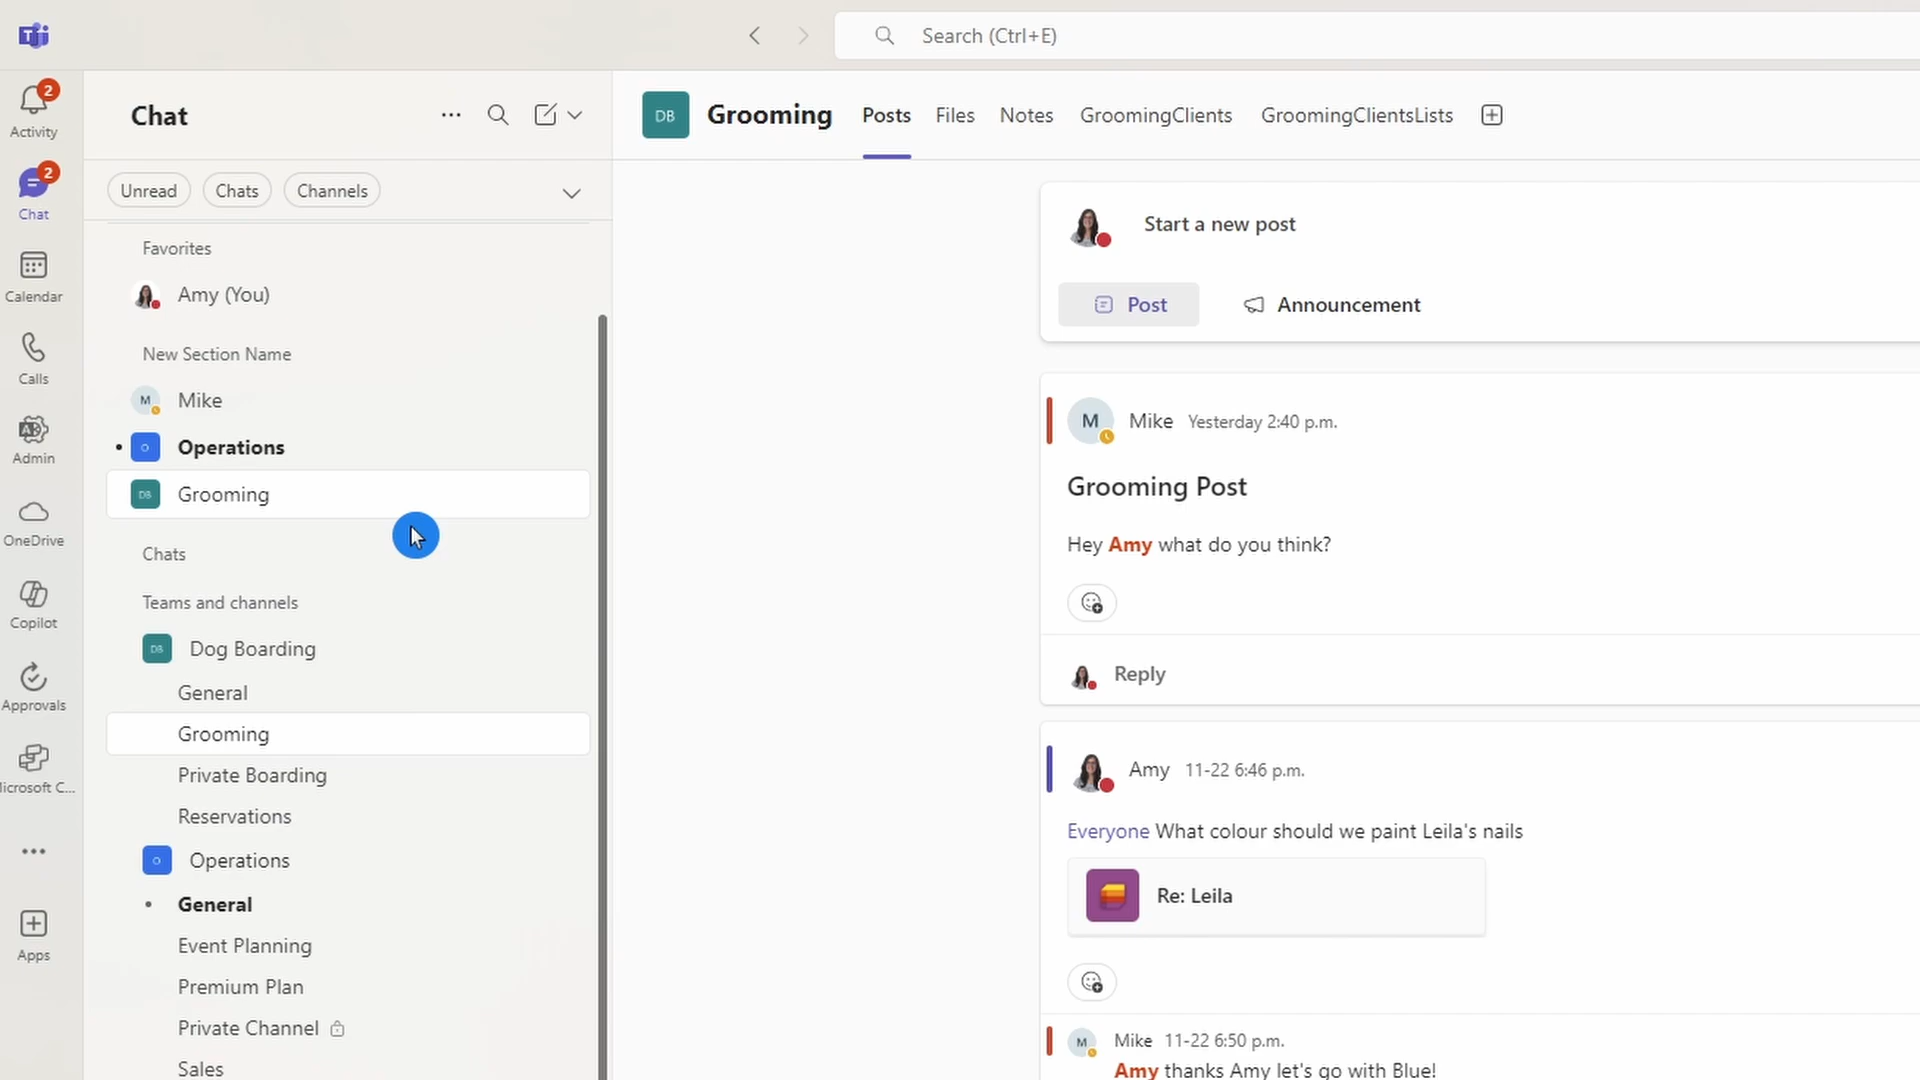 Search (Ctrl+E)
2
Activity
2
Chat
Calendar
Calls
Admin
OneDrive
Copilot
Approvals
Microsoft C...
Apps
Chat
Unread Chats Channels
Favorites
Amy (You)
New Section Name
M Mike
O Operations
DB Grooming
Chats
Teams and channels
DB Dog Boarding
General
Grooming
Private Boarding
Reservations
O Operations
General
Event Planning
Premium Plan
Private Channel
Sales
DB Grooming Posts Files Notes GroomingClients GroomingClientsLists
Start a new post
Post Announcement
M Mike Yesterday 2:40 p.m.
Grooming Post
Hey Amy what do you think?
Reply
Amy 11-22 6:46 p.m.
Everyone What colour should we paint Leila's nails
Re: Leila
M Mike 11-22 6:50 p.m.
Amy thanks Amy let's go with Blue!